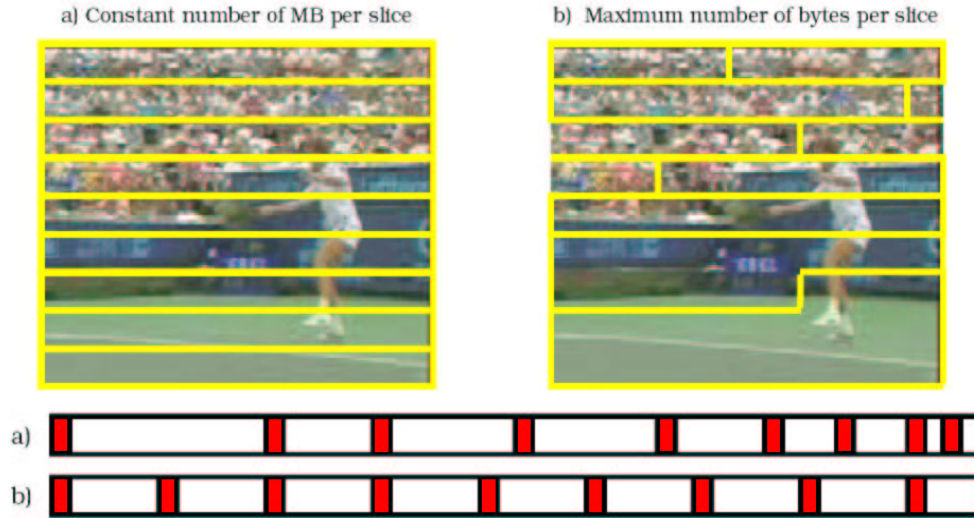 a) Constant number of MB per slice
b) Maximum number of bytes per slice
a)
b)